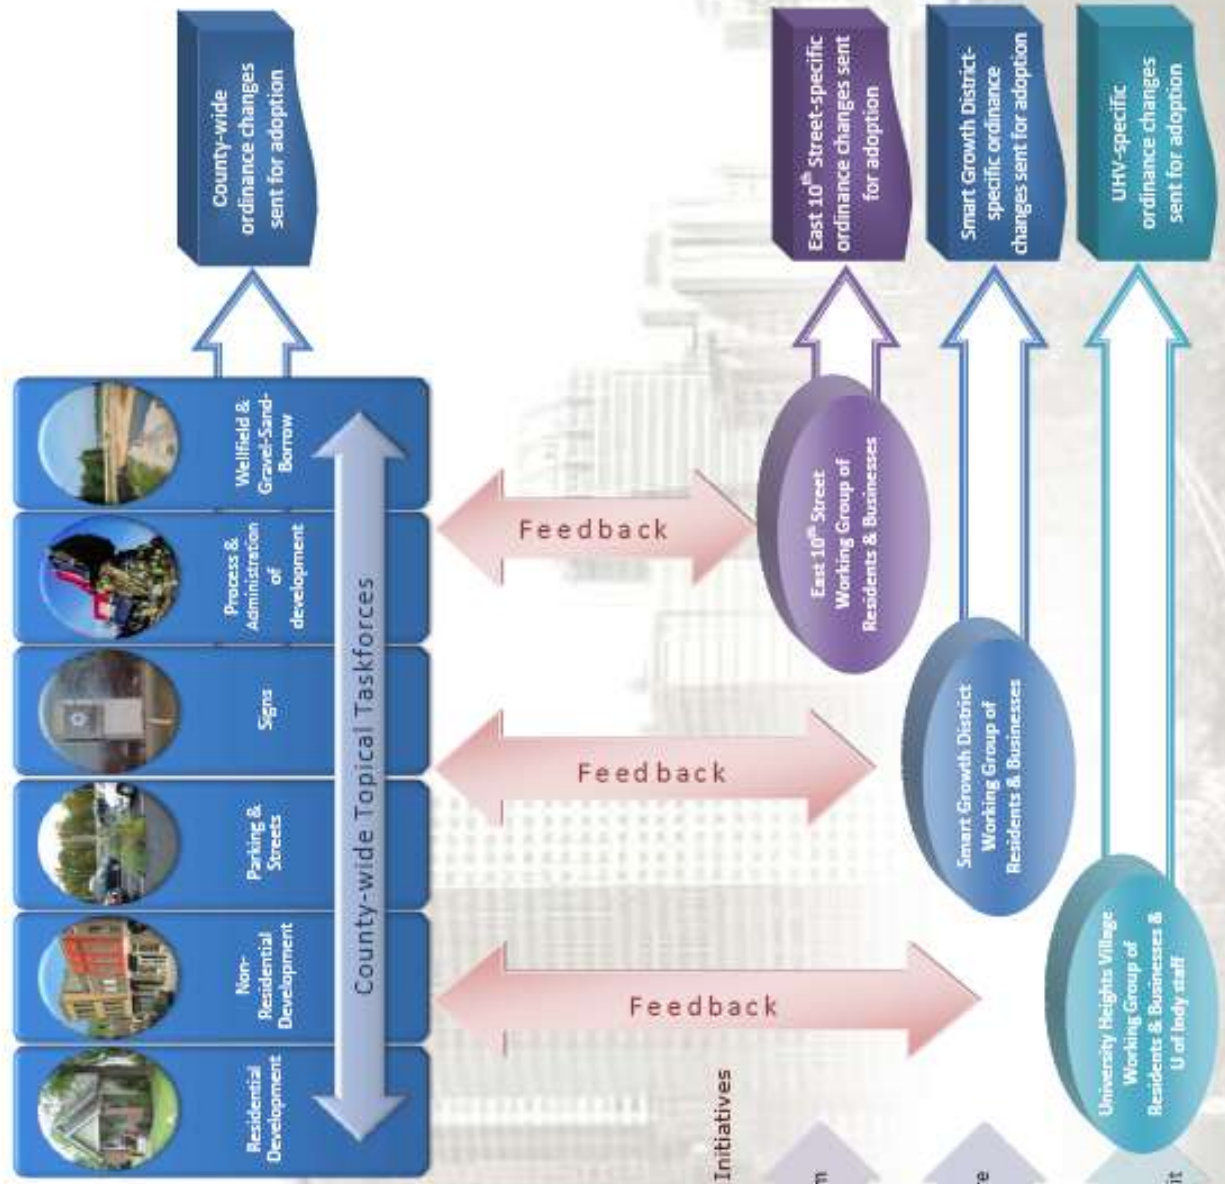 Residential
Development
Non-
Residential
Development
Parking &
Streets
Signs
Process &
Administration
of
development
Wellfield &
Gravel-Sand-
Borrow
County-wide Topical Taskforces
County-wide
ordinance changes
sent for adoption
Feedback
Feedback
Feedback
Initiatives
m
East 10th Street
Working Group of
Residents & Businesses
East 10th Street-specific
ordinance changes sent
for adoption
re
Smart Growth District
Working Group of
Residents & Businesses
Smart Growth District-
specific ordinance
changes sent for adoption
it
University Heights Village
Working Group of
Residents & Businesses &
U of Indy staff
UHV-specific
ordinance changes
sent for adoption